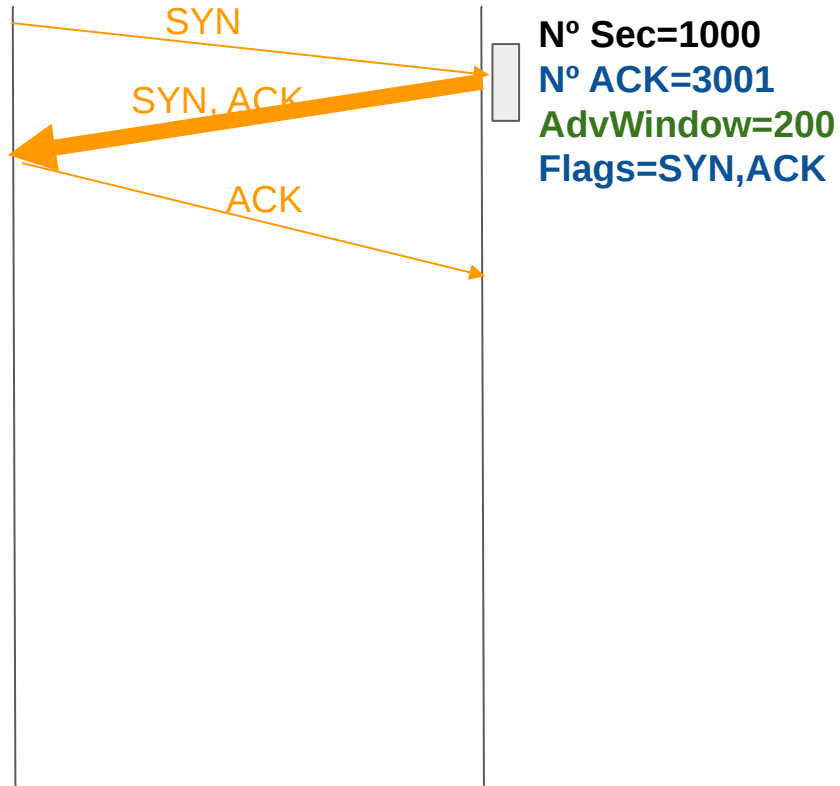 SYN
Nº Sec=1000
Nº ACK=3001
SYN, ACK
AdvWindow=200
Flags=SYN,ACK
ACK